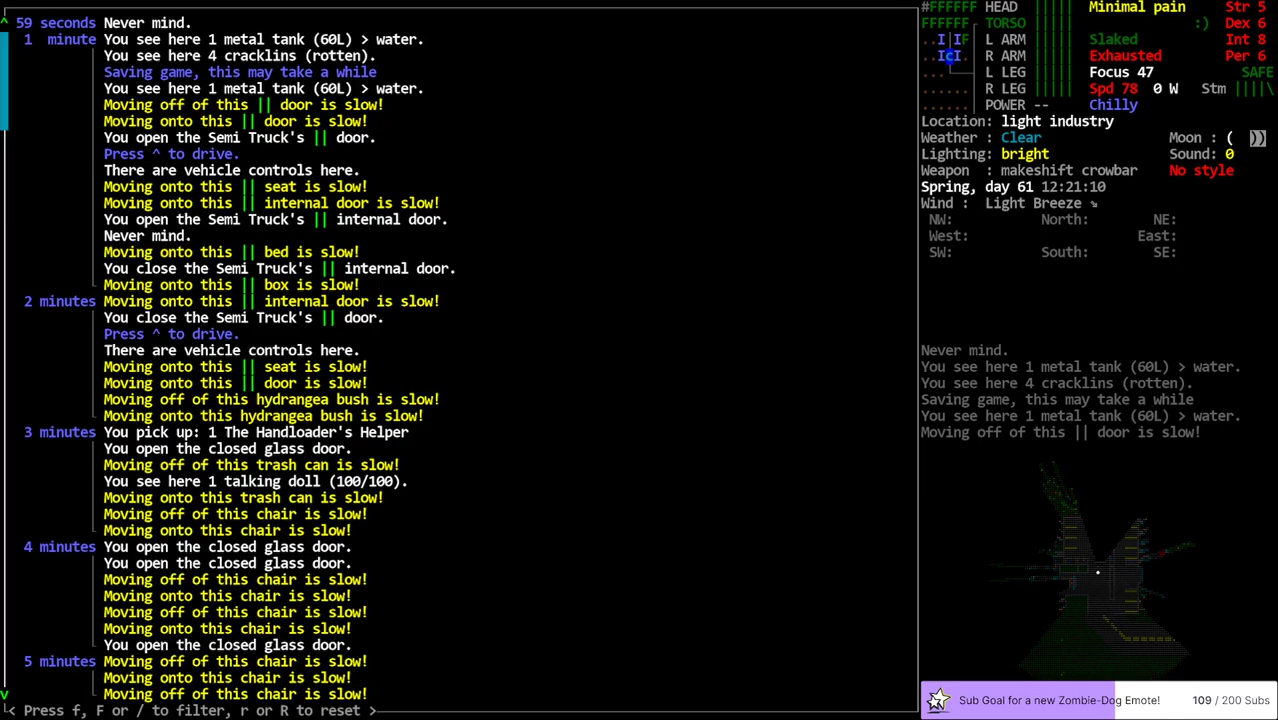 ^ 59 seconds Never mind.
1 minute You see here 1 metal tank (60L) > water.
You see here 4 cracklins (rotten).
Saving game, this may take a while
You see here 1 metal tank (60L) > water.
Moving off of this || door is slow!
Moving onto this || door is slow!
You open the Semi Truck's || door.
Press ^ to drive.
There are vehicle controls here.
Moving onto this || seat is slow!
Moving onto this || internal door is slow!
You open the Semi Truck's || internal door.
Never mind.
Moving onto this || bed is slow!
You close the Semi Truck's || internal door.
Moving onto this || box is slow!
2 minutes Moving onto this || internal door is slow!
You close the Semi Truck's || door.
Press ^ to drive.
There are vehicle controls here.
Moving onto this || seat is slow!
Moving onto this || door is slow!
Moving off of this hydrangea bush is slow!
Moving onto this hydrangea bush is slow!
3 minutes You pick up: 1 The Handloader's Helper
You open the closed glass door.
Moving off of this trash can is slow!
You see here 1 talking doll (100/100).
Moving onto this trash can is slow!
Moving off of this chair is slow!
Moving onto this chair is slow!
4 minutes You open the closed glass door.
You open the closed glass door.
Moving off of this chair is slow!
Moving onto this chair is slow!
Moving off of this chair is slow!
Moving onto this chair is slow!
You open the closed glass door.
5 minutes Moving off of this chair is slow!
Moving onto this chair is slow!
v Moving off of this chair is slow!
< Press f, F or / to filter, r or R to reset >
#FFFFFF HEAD ||||| Minimal pain Str 5
FFFFFF┌ TORSO ||||| :) Dex 6
..I|IF L ARM ||||| Slaked Int 8
..IcI. R ARM ||||| Exhausted Per 6
... L LEG ||||| Focus 47 SAFE
...... R LEG ||||| Spd 78 0 W Stm ||||\
...... POWER -- Chilly
Location: light industry
Weather : Clear Moon : ( ))
Lighting: bright Sound: 0
Weapon : makeshift crowbar No style
Spring, day 61 12:21:10
Wind : Light Breeze ↘
NW: North: NE:
West: East:
SW: South: SE:
Never mind.
You see here 1 metal tank (60L) > water.
You see here 4 cracklins (rotten).
Saving game, this may take a while
You see here 1 metal tank (60L) > water.
Moving off of this || door is slow!
Sub Goal for a new Zombie-Dog Emote! 109 / 200 Subs